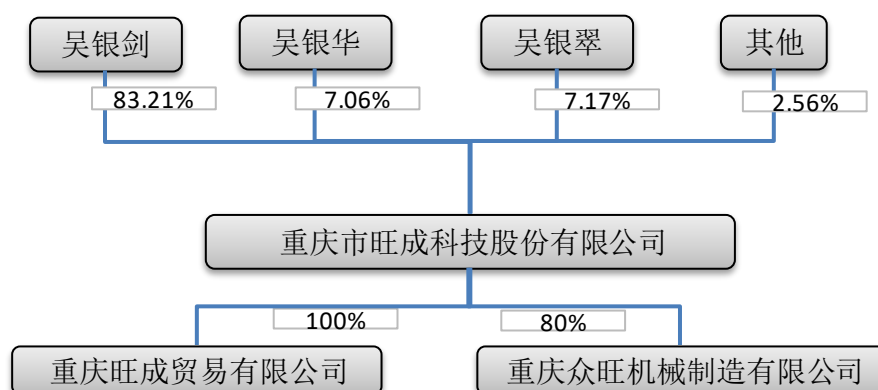 吴银剑
吴银华
吴银翠
其他
83.21%
7.06%
7.17%
2.56%
重庆市旺成科技股份有限公司
100%
80%
重庆旺成贸易有限公司
重庆众旺机械制造有限公司